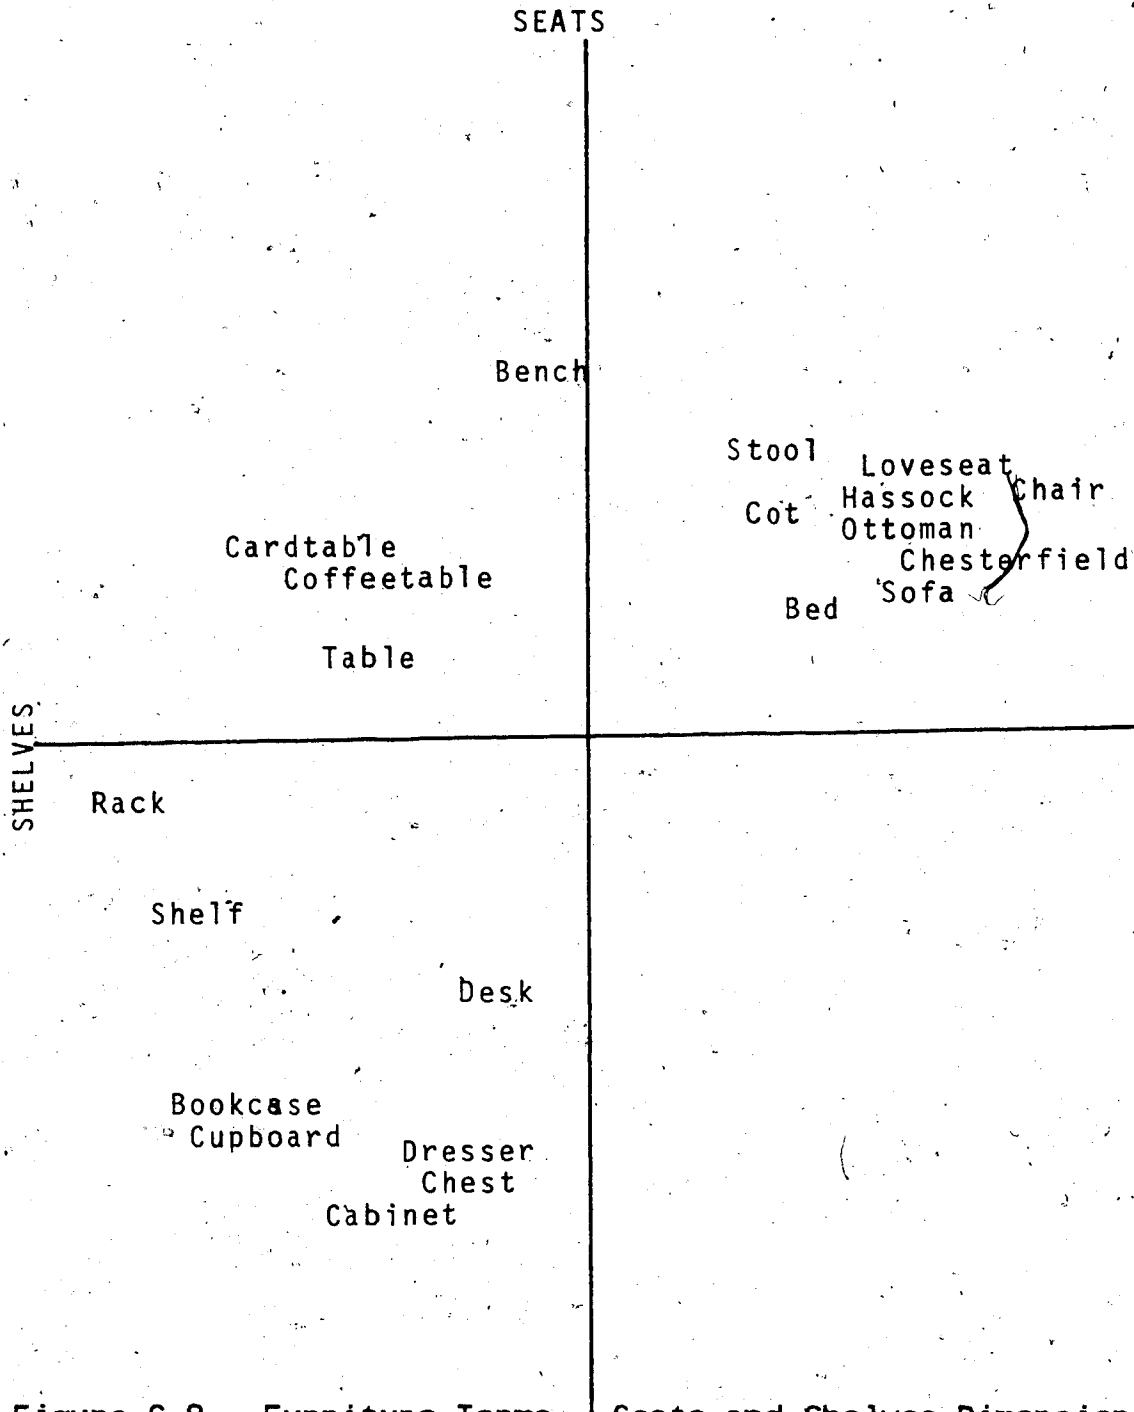 SEATS
Bench
Stool
Loveseat
Chair
Hassock
Cot
Ottoman
Cardtable
Chesterfield
Coffeetable
Sofa
Bed
Table
SHELVES
Rack
Shelf
Desk
Bookcase
Cupboard
Dresser
Chest
Cabinet
Furniture Terms Seats and Shelves Dimension